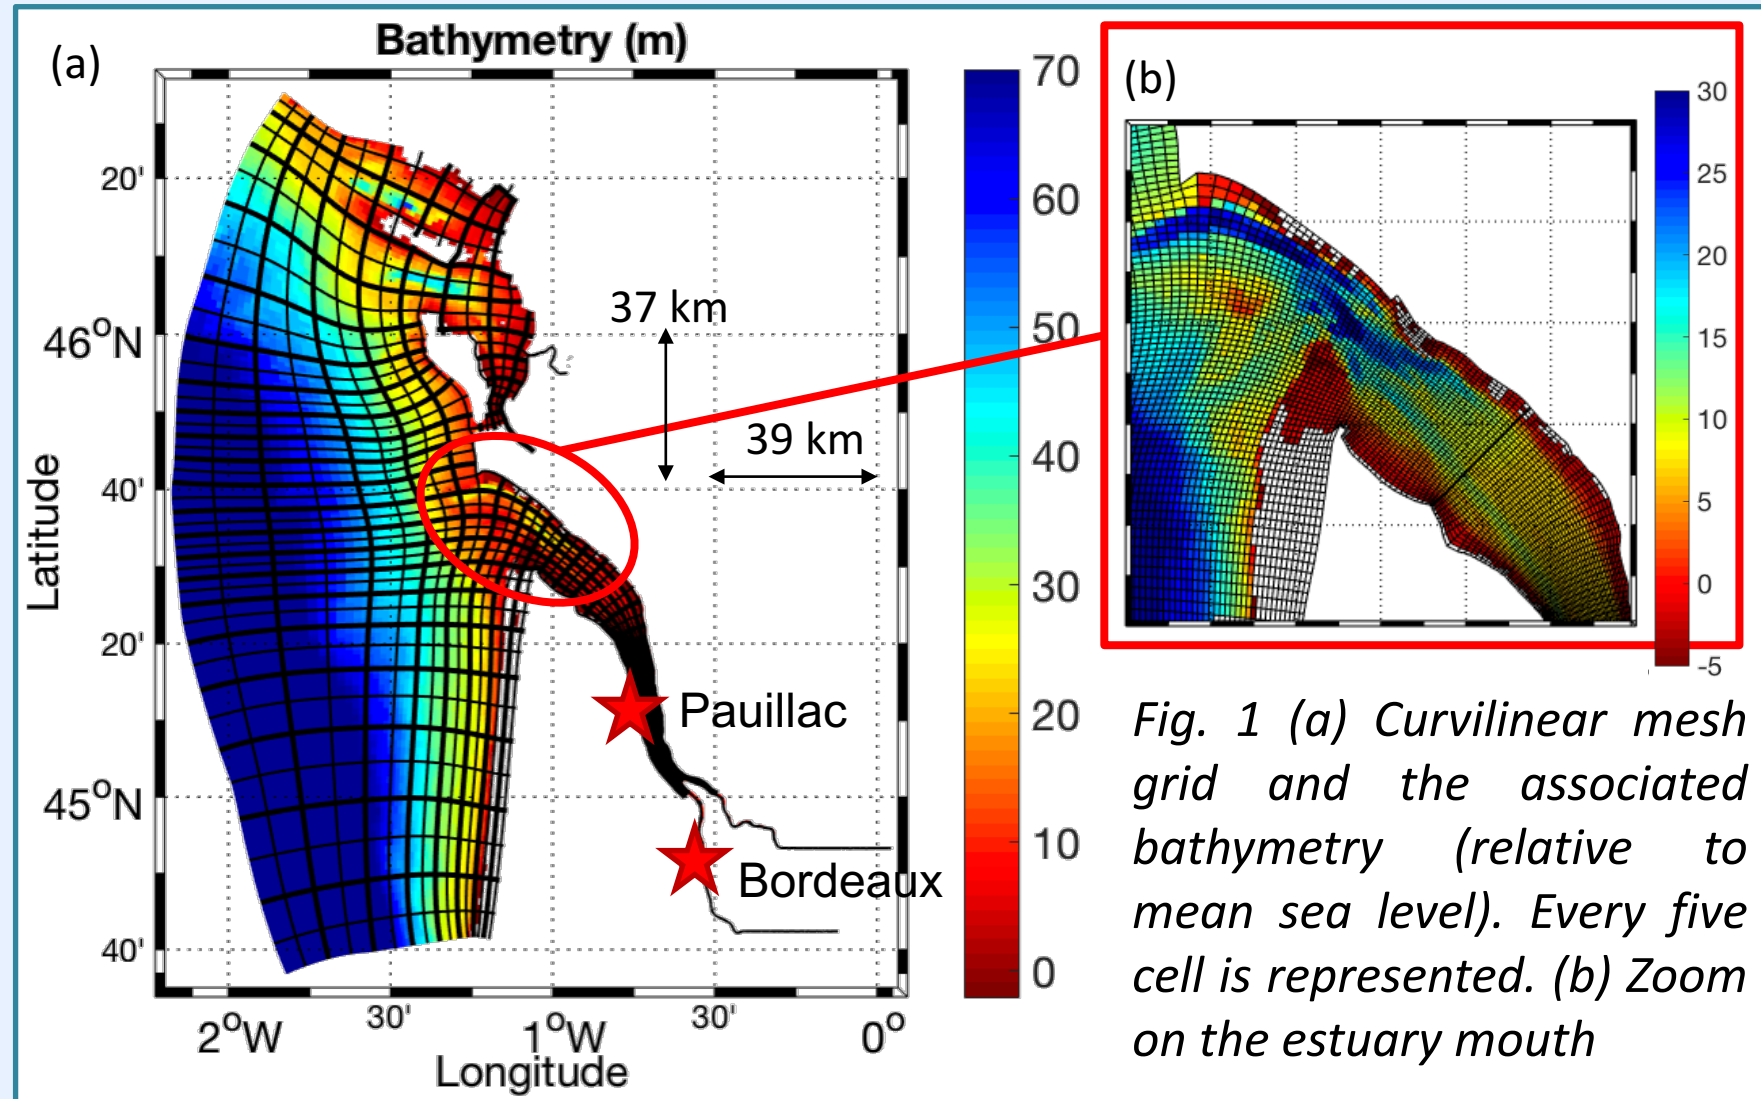 (a)
Bathymetry (m)
20'
46°N
40'
20'
45°N
40'
Latitude
2°W
30'
1°W
30'
0°
Longitude
37 km
39 km
Pauillac
Bordeaux
70
60
50
40
30
20
10
0
(b)
30
25
20
15
10
5
0
-5
Fig. 1 (a) Curvilinear mesh
grid and the associated
bathymetry (relative to
mean sea level). Every five
cell is represented. (b) Zoom
on the estuary mouth